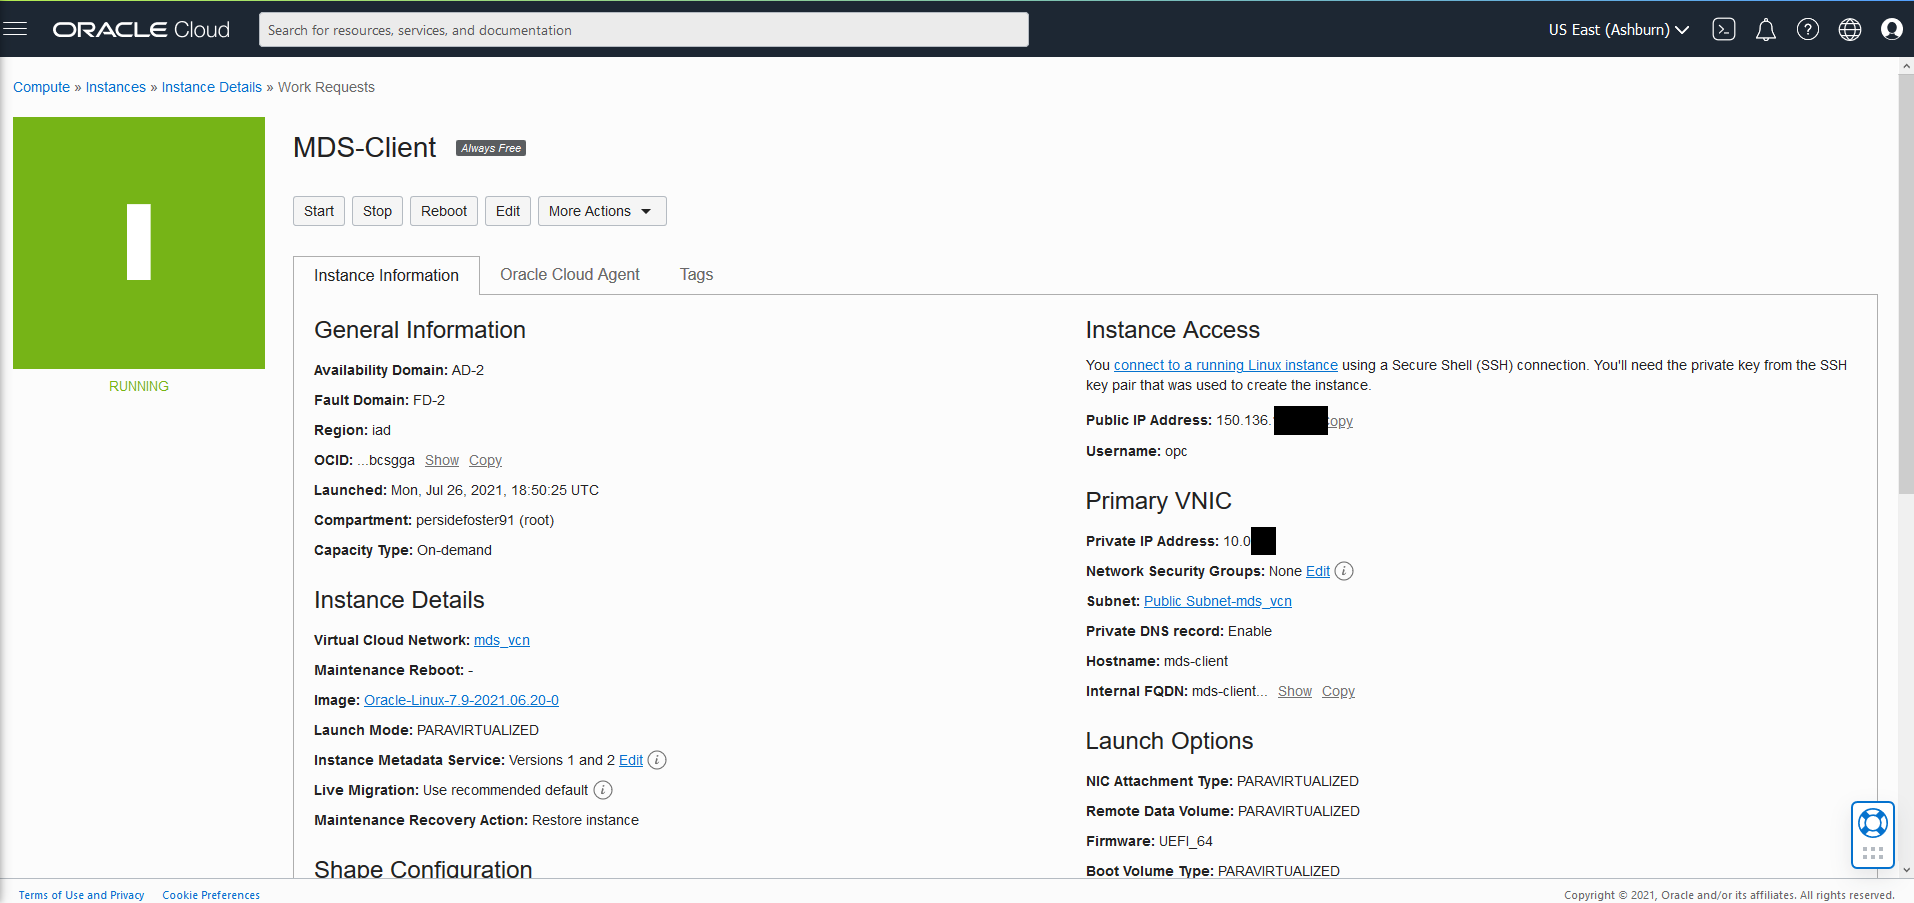 ORACLE Cloud
Search for resources, services, and documentation
US East (Ashburn)
Compute » Instances » Instance Details » Work Requests
RUNNING
MDS-Client
Always Free
Start Stop Reboot Edit More Actions
Instance Information Oracle Cloud Agent Tags
General Information
Availability Domain: AD-2
Fault Domain: FD-2
Region: iad
OCID: ...bcsgga Show Copy
Launched: Mon, Jul 26, 2021, 18:50:25 UTC
Compartment: persidefoster91 (root)
Capacity Type: On-demand
Instance Details
Virtual Cloud Network: mds_vcn
Maintenance Reboot: -
Image: Oracle-Linux-7.9-2021.06.20-0
Launch Mode: PARAVIRTUALIZED
Instance Metadata Service: Versions 1 and 2 Edit
Live Migration: Use recommended default
Maintenance Recovery Action: Restore instance
Shape Configuration
Instance Access
You connect to a running Linux instance using a Secure Shell (SSH) connection. You'll need the private key from the SSH
key pair that was used to create the instance.
Public IP Address: 150.136. opy
Username: opc
Primary VNIC
Private IP Address: 10.0
Network Security Groups: None Edit
Subnet: Public Subnet-mds_vcn
Private DNS record: Enable
Hostname: mds-client
Internal FQDN: mds-client... Show Copy
Launch Options
NIC Attachment Type: PARAVIRTUALIZED
Remote Data Volume: PARAVIRTUALIZED
Firmware: UEFI_64
Boot Volume Type: PARAVIRTUALIZED
Terms of Use and Privacy Cookie Preferences
Copyright © 2021, Oracle and/or its affiliates. All rights reserved.